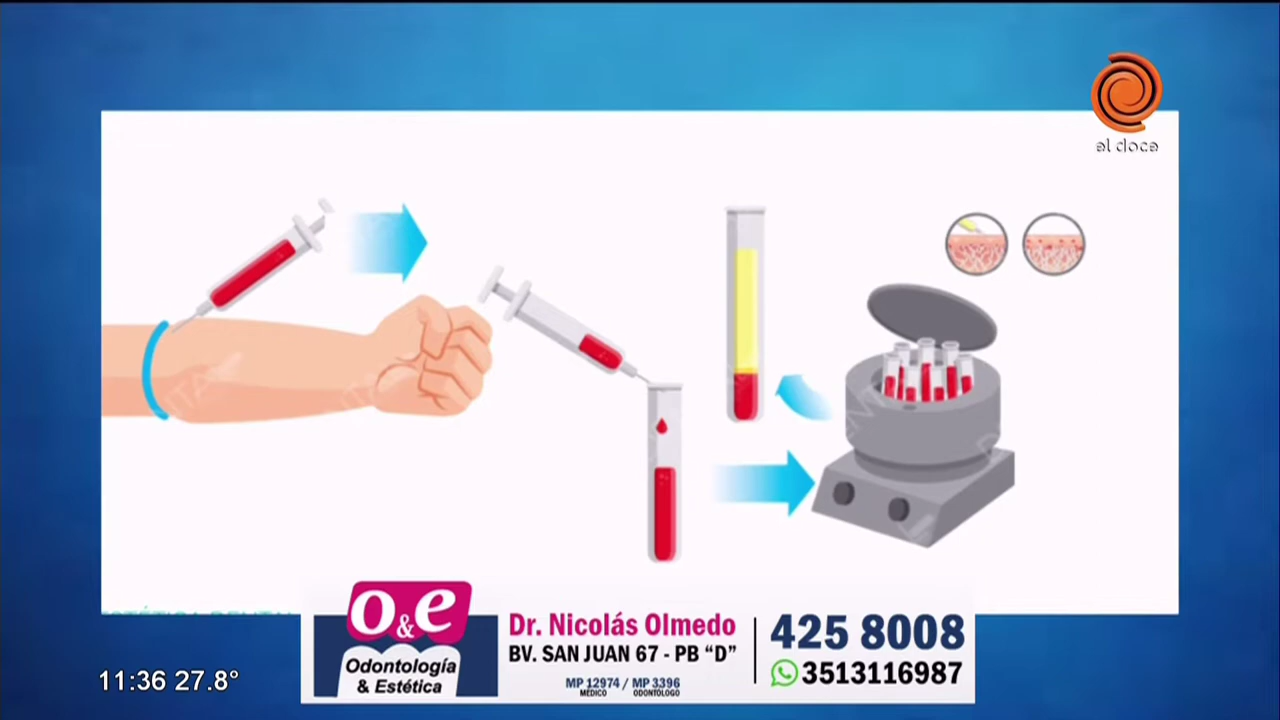 el doce
o&e
Odontología
& Estética
Dr. Nicolás Olmedo
BV. SAN JUAN 67 - PB “D”
MP 12974 / MP 3396
MÉDICO ODONTÓLOGO
425 8008
3513116987
11:36 27.8°